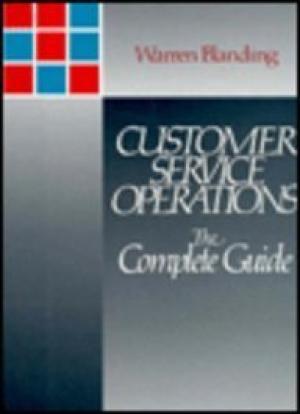 Warren Blanding
CUSTOMER
SERVICE
OPERATIONS
The
Complete Guide